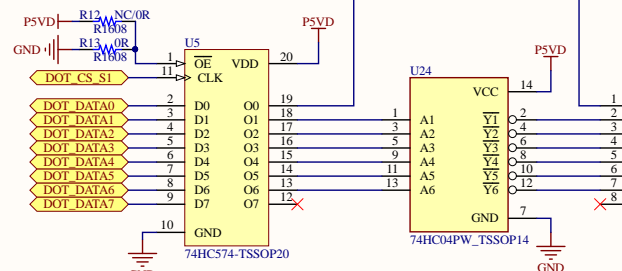 P5VD R12 NC/0R
R1608
GND R13 0R
R1608
DOT_CS_S1
DOT_DATA0
DOT_DATA1
DOT_DATA2
DOT_DATA3
DOT_DATA4
DOT_DATA5
DOT_DATA6
DOT_DATA7
U5
1 OE VDD 20
11 CLK
2 D0 O0 19
3 D1 O1 18
4 D2 O2 17
5 D3 O3 16
6 D4 O4 15
7 D5 O5 14
8 D6 O6 13
9 D7 O7 12
10 GND
74HC574-TSSOP20
P5VD
U24
VCC 14
1 A1 Y1 2
3 A2 Y2 4
5 A3 Y3 6
9 A4 Y4 8
11 A5 Y5 10
13 A6 Y6 12
GND 7
74HC04PW_TSSOP14
P5VD
GND
1
2
3
4
5
6
7
8